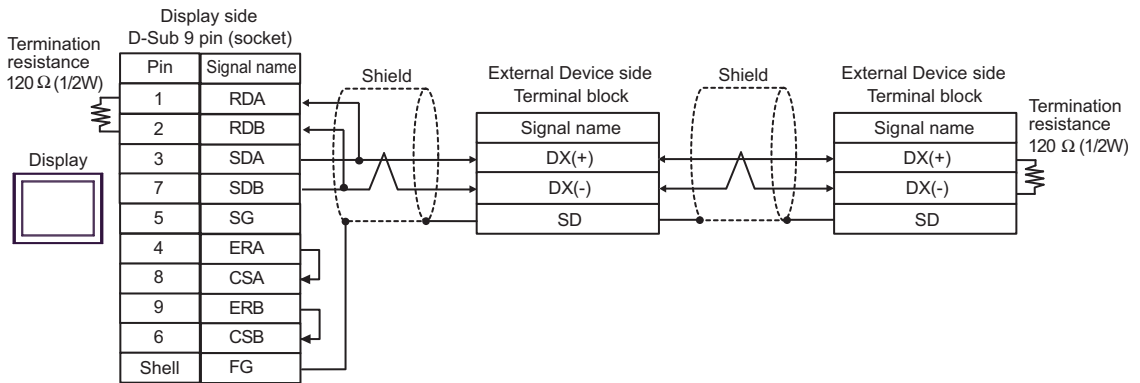 Display side
D-Sub 9 pin (socket)
Termination
resistance
120 Ω (1/2W)
Pin Signal name
1 RDA
2 RDB
3 SDA
7 SDB
5 SG
4 ERA
8 CSA
9 ERB
6 CSB
Shell FG
Display
Shield
External Device side
Terminal block
Signal name
DX(+)
DX(-)
SD
Shield
External Device side
Terminal block
Signal name
DX(+)
DX(-)
SD
Termination
resistance
120 Ω (1/2W)